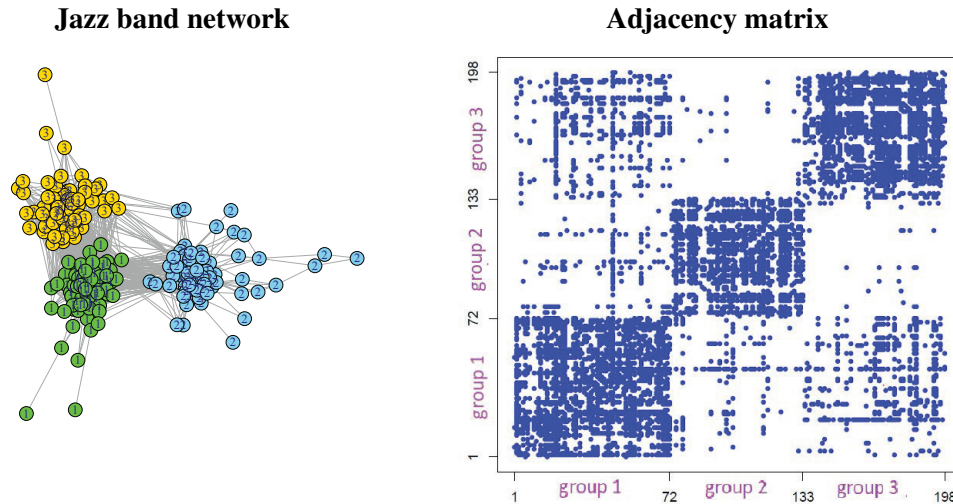 Jazz band network
Adjacency matrix
198
133
72
1
group 3
group 2
group 1
1
group 1
72
group 2
133
group 3
198